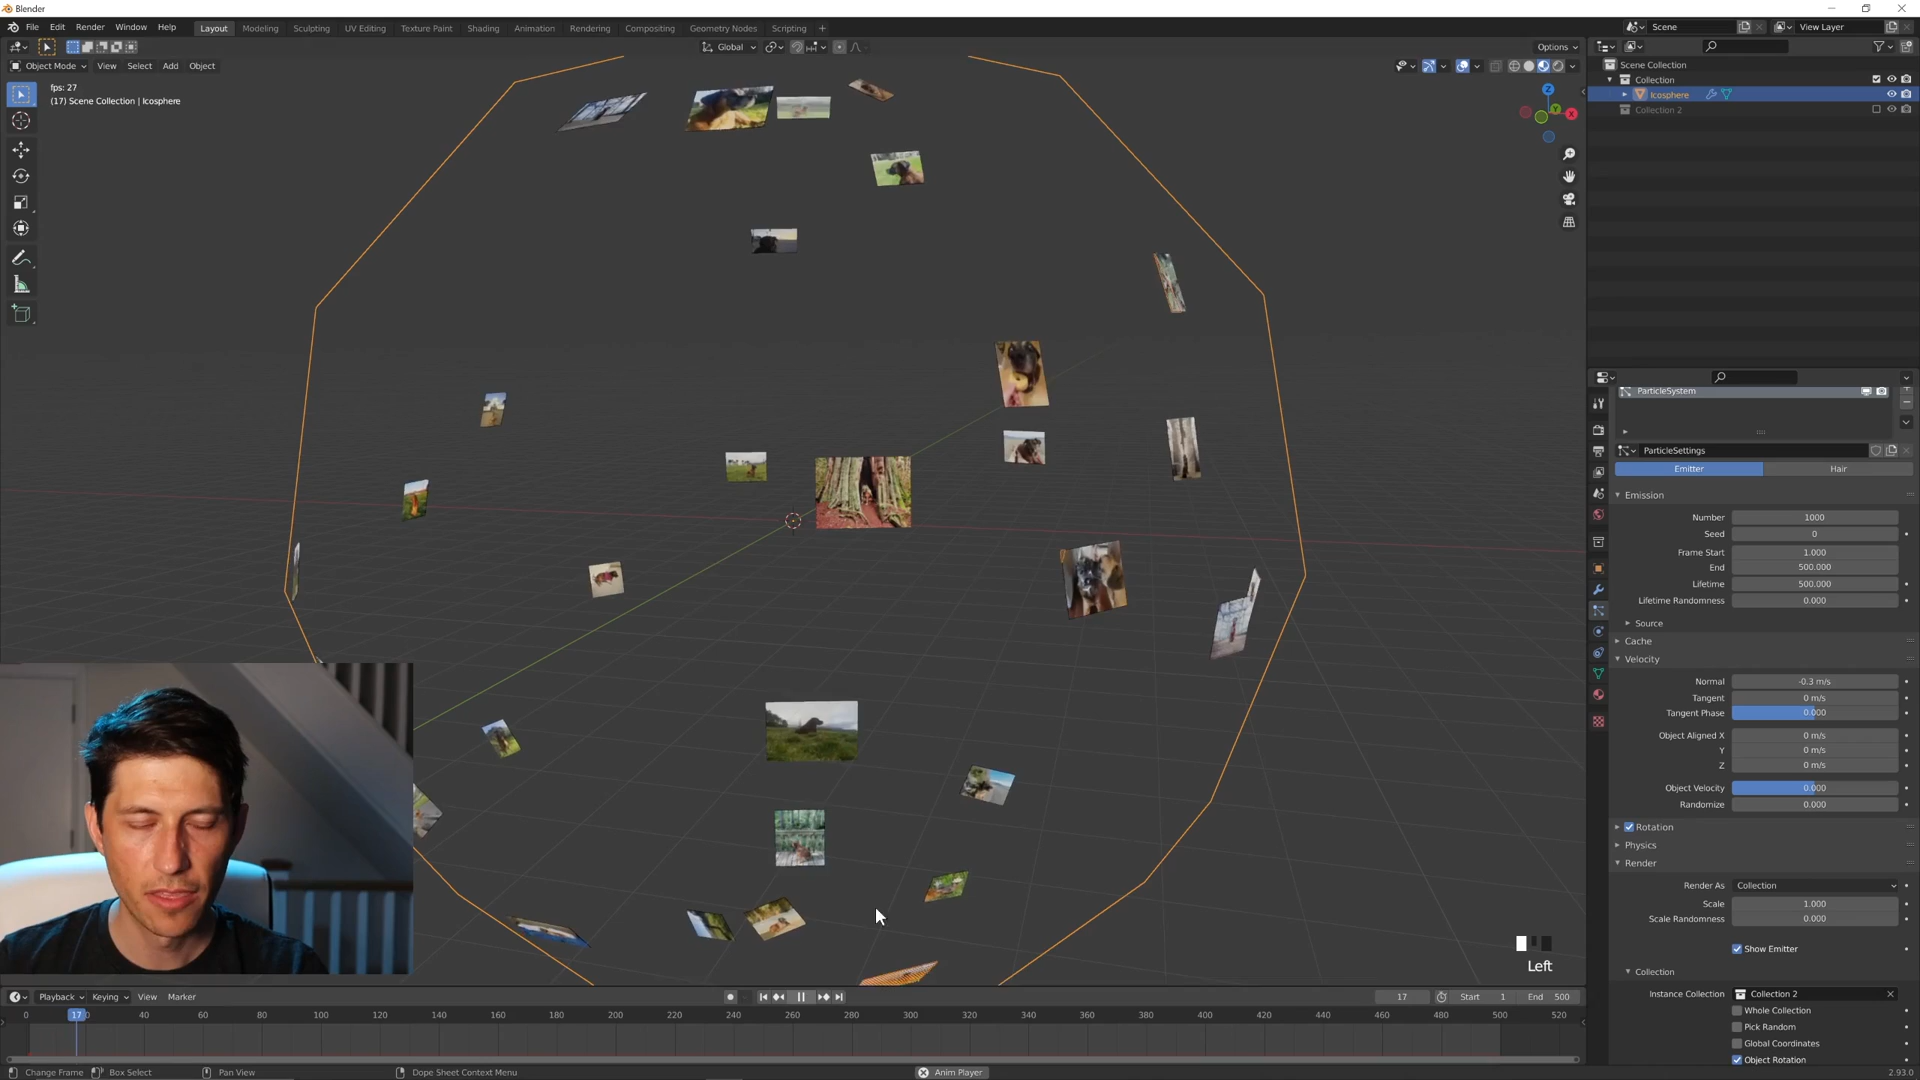 Blender
File Edit Render Window Help
Layout Modeling Sculpting UV Editing Texture Paint Shading Animation Rendering Compositing Geometry Nodes Scripting +
Scene
View Layer
Global
Options
Object Mode View Select Add Object
fps: 27
(17) Scene Collection | Icosphere
Z
Y
X
Scene Collection
Collection
Icosphere
Collection 2
ParticleSystem
ParticleSettings
Emitter Hair
Emission
Number 1000
Seed 0
Frame Start 1.000
End 500.000
Lifetime 500.000
Lifetime Randomness 0.000
Source
Cache
Velocity
Normal -0.3 m/s
Tangent 0 m/s
Tangent Phase 0.000
Object Aligned X 0 m/s
Y 0 m/s
Z 0 m/s
Object Velocity 0.000
Randomize 0.000
Rotation
Physics
Render
Render As Collection
Scale 1.000
Scale Randomness 0.000
Show Emitter
Collection
Instance Collection Collection 2
Whole Collection
Pick Random
Global Coordinates
Object Rotation
Left
Playback Keying View Marker
17 Start 1 End 500
0 17 40 60 80 100 120 140 160 180 200 220 240 260 280 300 320 340 360 380 400 420 440 460 480 500 520
Change Frame Box Select Pan View Dope Sheet Context Menu Anim Player 2.93.0